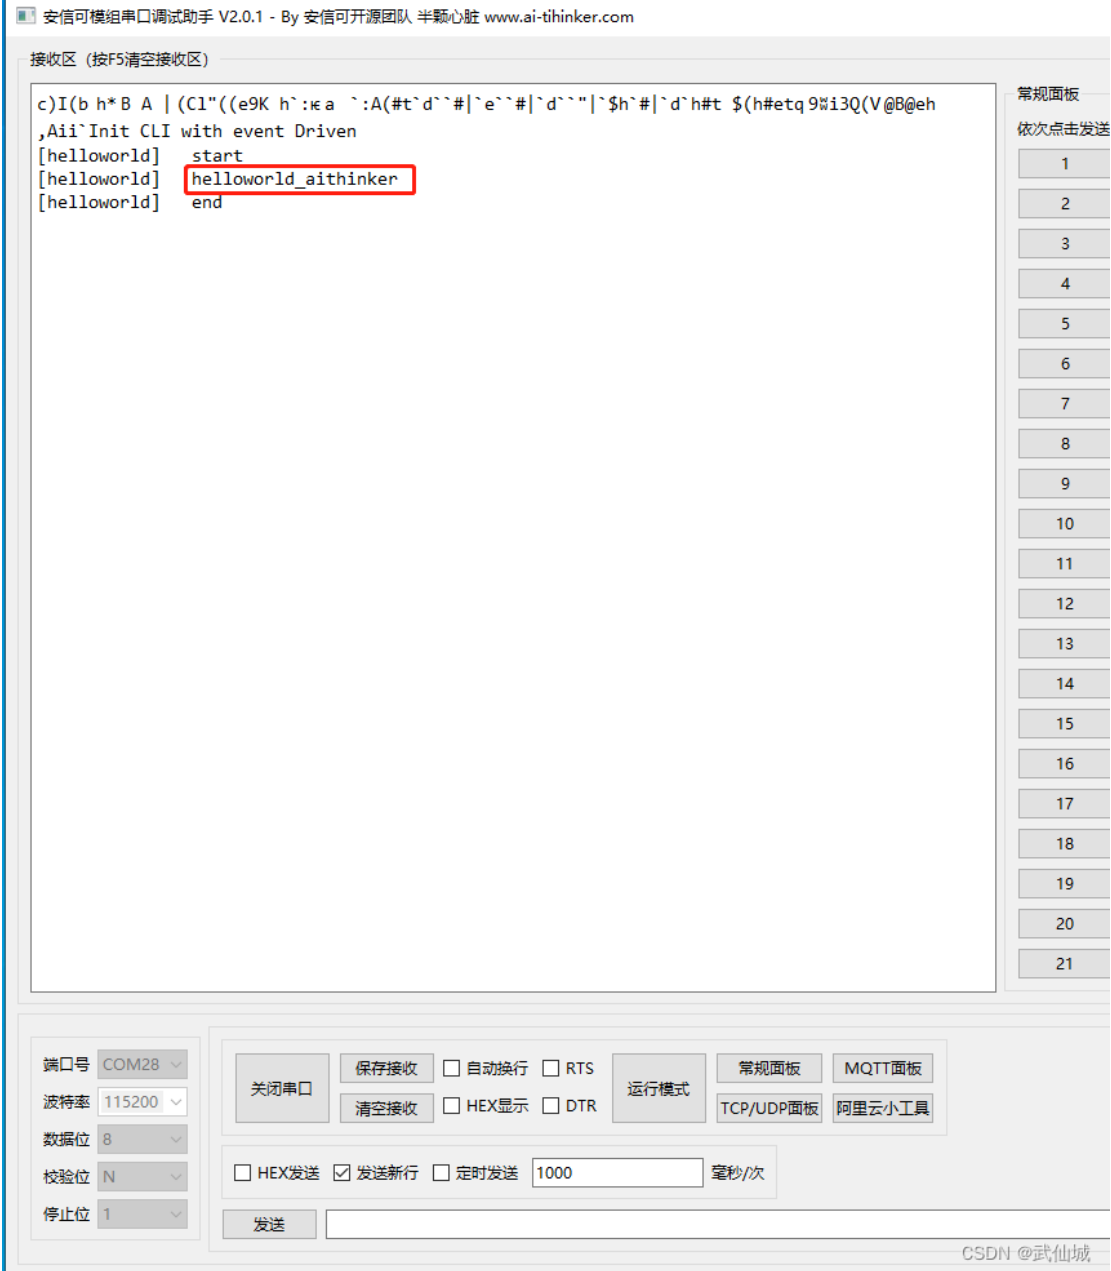 安信可模组串口调试助手 V2.0.1 - By 安信可开源团队 半颗心脏 www.ai-tihinker.com
接收区（按F5清空接收区）
c)I(b h*B A |(Cl"((e9K h`:ѥa `:A(#t`d``#|`e``#|`d``"|`$h`#|`d`h#t $(h#etq9ʬi3Q(V@B@eh
,Aii`Init CLI with event Driven
[helloworld] start
[helloworld] helloworld_aithinker
[helloworld] end
常规面板
依次点击发送
1
2
3
4
5
6
7
8
9
10
11
12
13
14
15
16
17
18
19
20
21
端口号 COM28
波特率 115200
数据位 8
校验位 N
停止位 1
关闭串口
保存接收 自动换行 RTS
清空接收 HEX显示 DTR
运行模式
常规面板 MQTT面板
TCP/UDP面板 阿里云小工具
HEX发送 发送新行 定时发送 1000 毫秒/次
发送
CSDN @武仙城